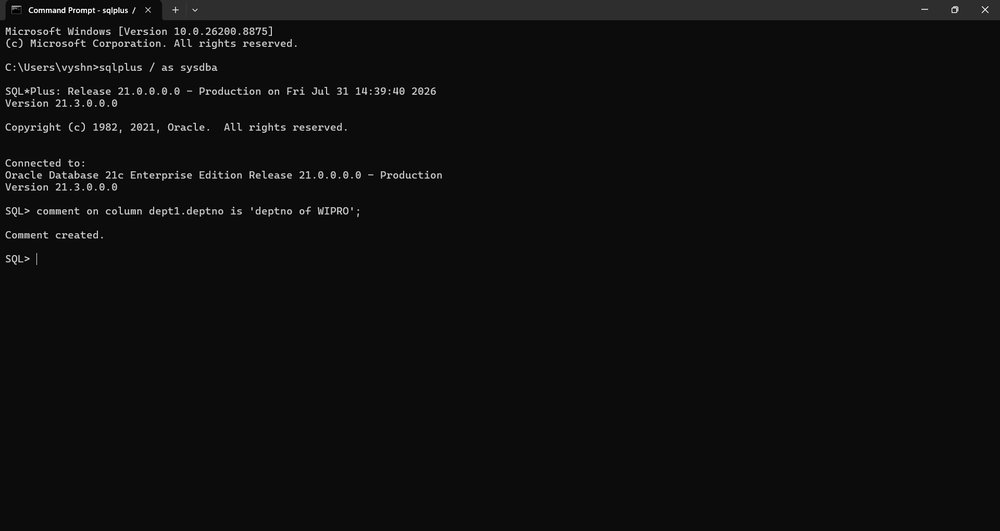 Command Prompt - sqlplus /
Microsoft Windows [Version 10.0.26200.8875]
(c) Microsoft Corporation. All rights reserved.
C:\Users\vyshn>sqlplus / as sysdba
SQL*Plus: Release 21.0.0.0.0 - Production on Fri Jul 31 14:39:40 2026
Version 21.3.0.0.0
Copyright (c) 1982, 2021, Oracle.  All rights reserved.
Connected to:
Oracle Database 21c Enterprise Edition Release 21.0.0.0.0 - Production
Version 21.3.0.0.0
SQL> comment on column dept1.deptno is 'deptno of WIPRO';
Comment created.
SQL>